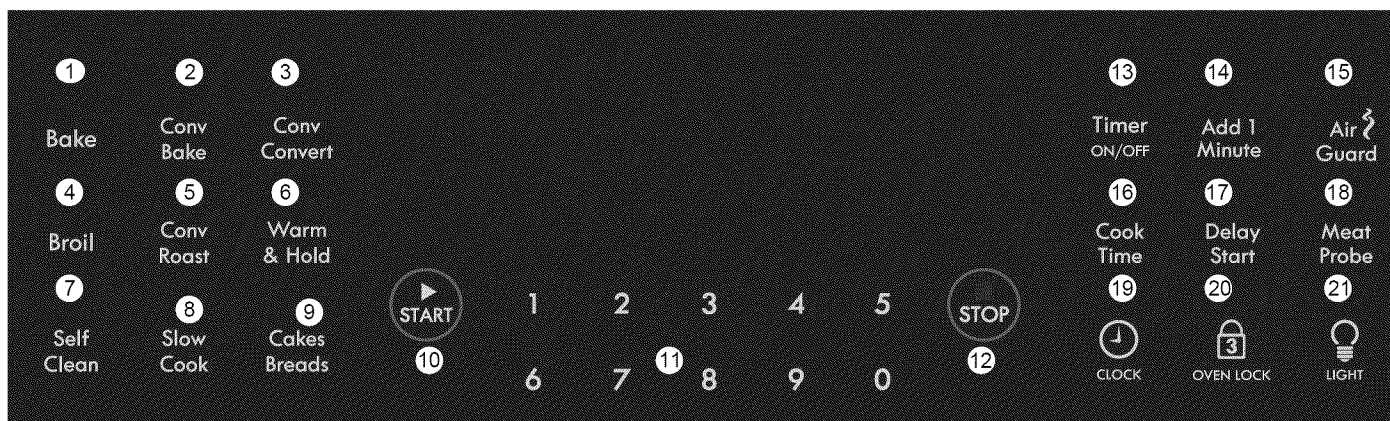 1 2 3 13 14 15
Bake Conv Bake Conv Convert Timer ON/OFF Add 1 Minute Air Guard
4 5 6 16 17 18
Broil Conv Roast Warm & Hold Cook Time Delay Start Meat Probe
7 8 9 19 20 21
Self Clean Slow Cook Cakes Breads START 1 2 3 4 5 STOP CLOCK 3 OVEN LOCK LIGHT
10 11 12
6 7 8 9 0